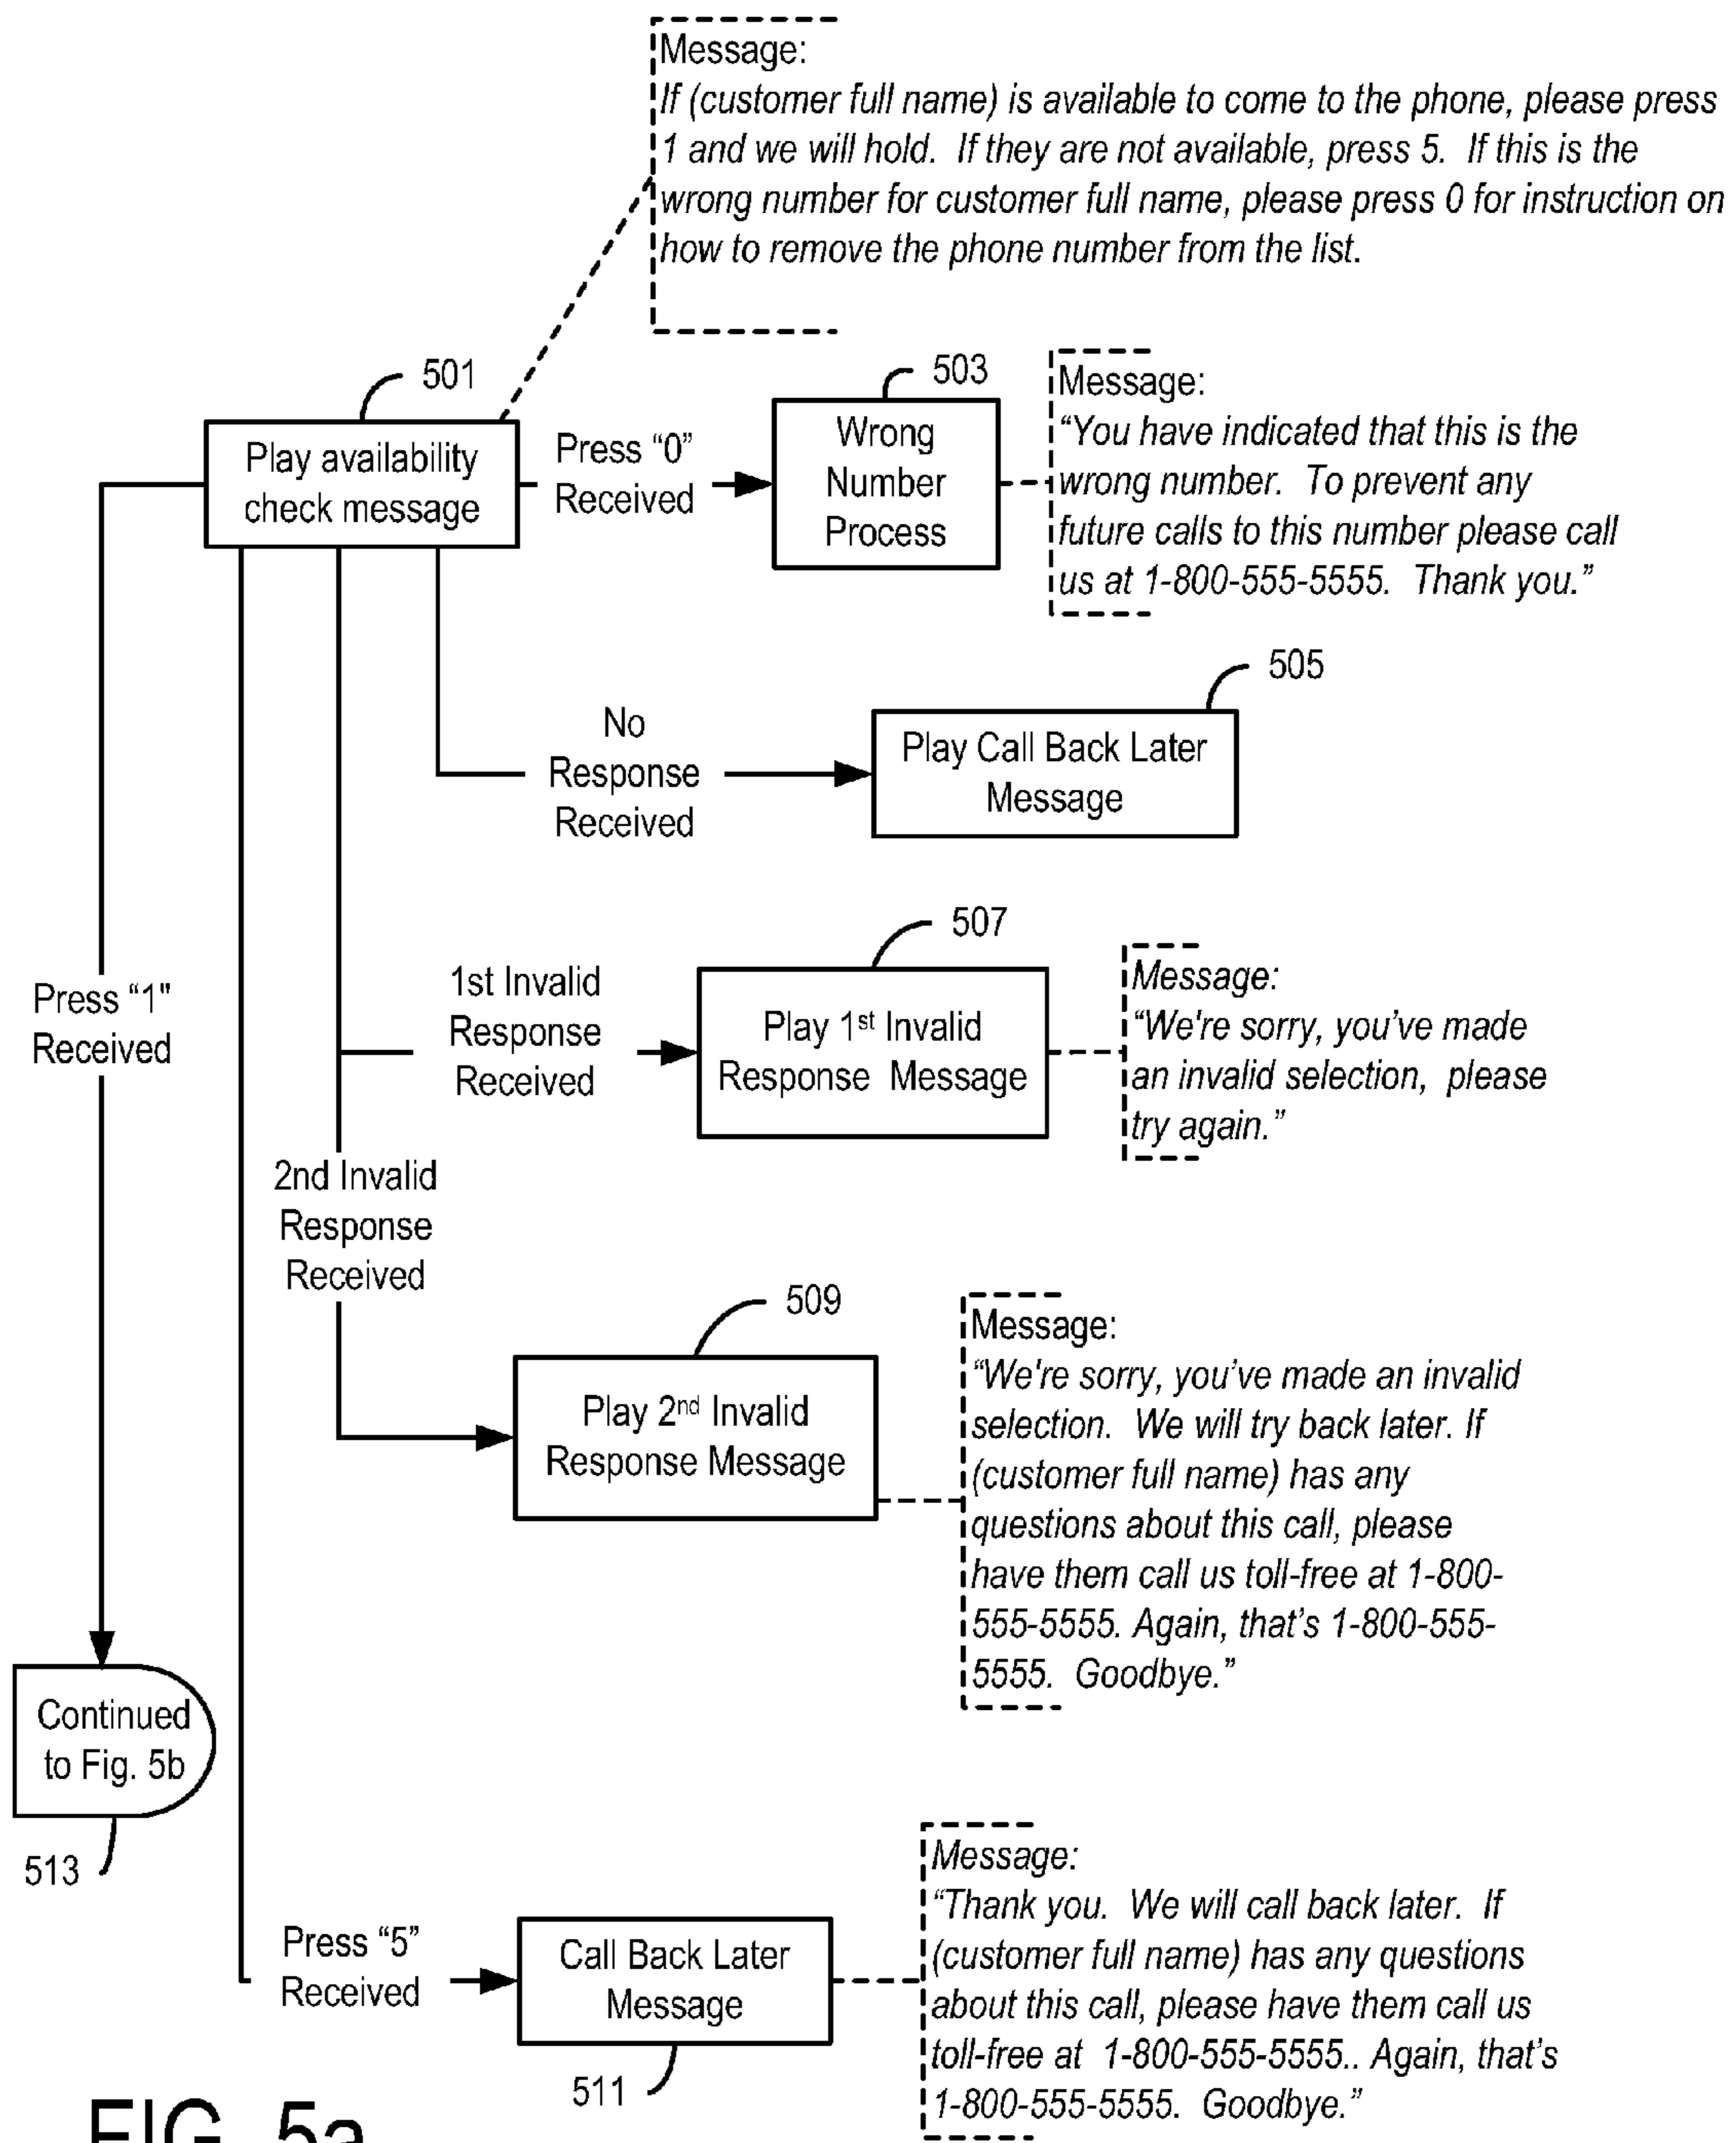 Message:
If (customer full name) is available to come to the phone, please press
1 and we will hold.  If they are not available, press 5.  If this is the
wrong number for customer full name, please press 0 for instruction on
how to remove the phone number from the list.
501
Play availability
check message
Press “0”
Received
503
Wrong
Number
Process
Message:
“You have indicated that this is the
wrong number.  To prevent any
future calls to this number please call
us at 1-800-555-5555.  Thank you.”
505
No
Response
Received
Play Call Back Later
Message
507
1st Invalid
Response
Received
Play 1st Invalid
Response  Message
Message:
“We're sorry, you’ve made
an invalid selection,  please
try again.”
Press “1"
Received
2nd Invalid
Response
Received
509
Play 2nd Invalid
Response Message
Message:
“We're sorry, you’ve made an invalid
selection.  We will try back later. If
(customer full name) has any
questions about this call, please
have them call us toll-free at 1-800-
555-5555. Again, that’s 1-800-555-
5555.  Goodbye.”
Continued
to Fig. 5b
513
Press “5”
Received
Call Back Later
Message
511
Message:
“Thank you.  We will call back later.  If
(customer full name) has any questions
about this call, please have them call us
toll-free at  1-800-555-5555.. Again, that’s
1-800-555-5555.  Goodbye.”
FIG. 5a